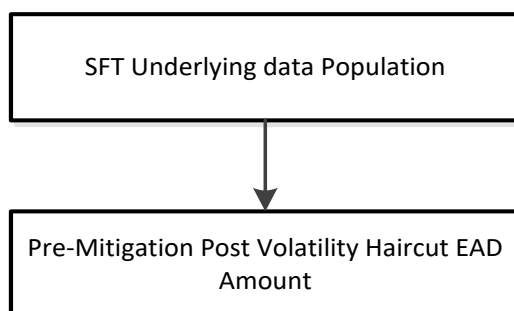 SFT Underlying data Population
Pre-Mitigation Post Volatility Haircut EAD
Amount